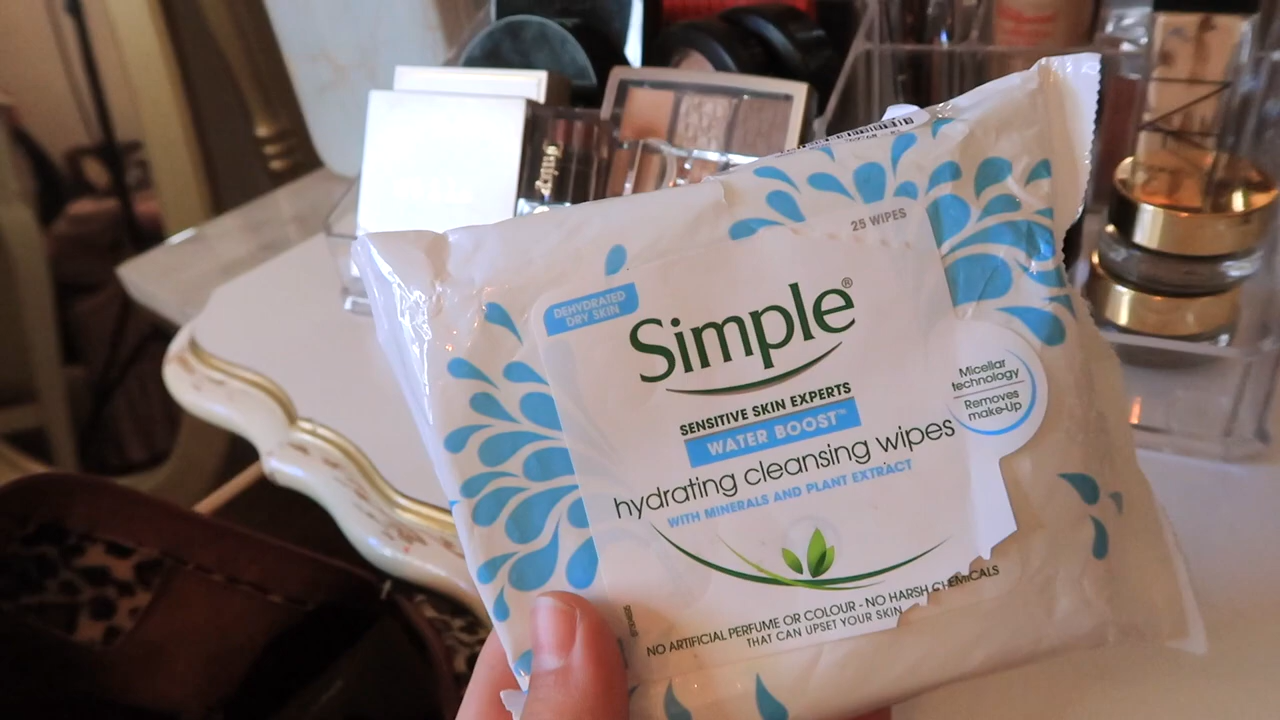 25 WIPES
DEHYDRATED
DRY SKIN
Simple®
SENSITIVE SKIN EXPERTS
WATER BOOST™
hydrating cleansing wipes
WITH MINERALS AND PLANT EXTRACT
Micellar
technology
Removes
make-Up
NO ARTIFICIAL PERFUME OR COLOUR - NO HARSH CHEMICALS
THAT CAN UPSET YOUR SKIN